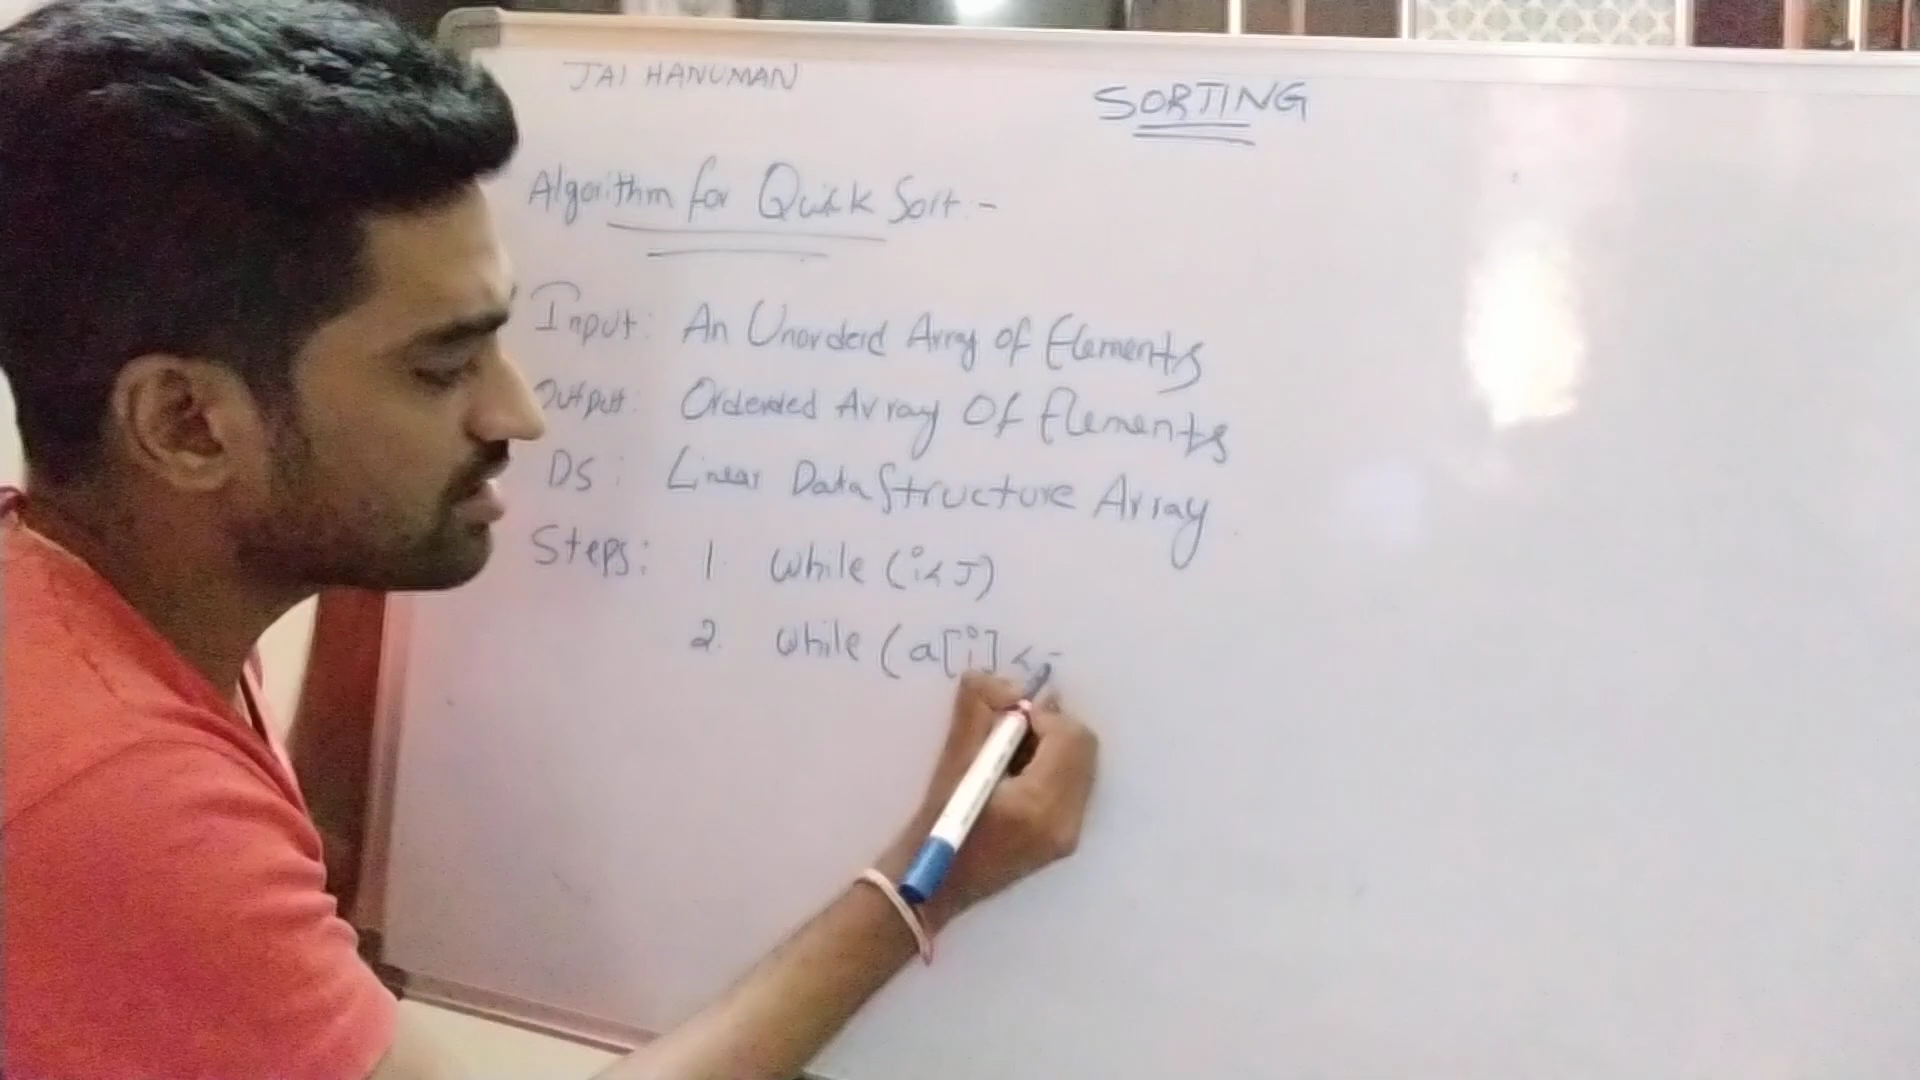 JAI HANUMAN
SORTING
Algorithm for Quick Sort :-
Input: An Unorderd Array Of Elements
Output: Ordereded Array Of Elements
DS: Linear Data Structure Array
Steps: 1. While (i<J)
2. while (a[i] <=